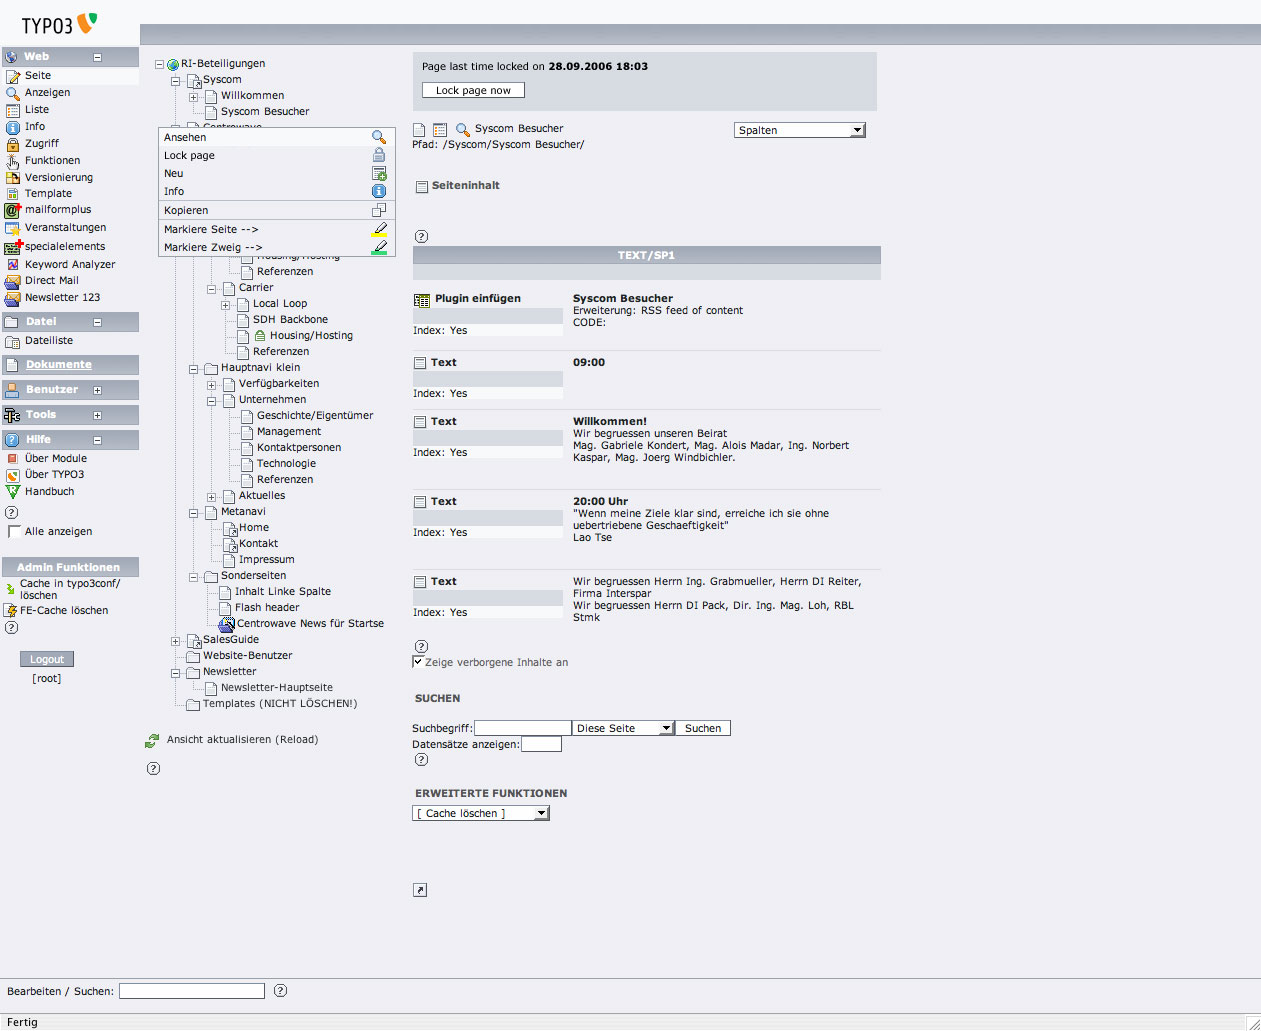 TYPO3
Web
Seite
Anzeigen
Liste
Info
Zugriff
Funktionen
Versionierung
Template
mailformplus
Veranstaltungen
specialelements
Keyword Analyzer
Direct Mail
Newsletter 123
Datei
Dateiliste
Dokumente
Benutzer
Tools
Hilfe
Über Module
Über TYPO3
Handbuch
Alle anzeigen
Admin Funktionen
Cache in typo3conf/
löschen
FE-Cache löschen
Logout
[root]
RI-Beteiligungen
Syscom
Willkommen
Syscom Besucher
Centrowave
Ansehen
Lock page
Neu
Info
Kopieren
Markiere Seite -->
Markiere Zweig -->
Housing/Hosting
Referenzen
Carrier
Local Loop
SDH Backbone
Housing/Hosting
Referenzen
Hauptnavi klein
Verfügbarkeiten
Unternehmen
Geschichte/Eigentümer
Management
Kontaktpersonen
Technologie
Referenzen
Aktuelles
Metanavi
Home
Kontakt
Impressum
Sonderseiten
Inhalt Linke Spalte
Flash header
Centrowave News für Startse
SalesGuide
Website-Benutzer
Newsletter
Newsletter-Hauptseite
Templates (NICHT LÖSCHEN!)
Ansicht aktualisieren (Reload)
Page last time locked on 28.09.2006 18:03
Lock page now
Syscom Besucher
Spalten
Pfad: /Syscom/Syscom Besucher/
Seiteninhalt
TEXT/SP1
Plugin einfügen
Index: Yes
Syscom Besucher
Erweiterung: RSS feed of content
CODE:
Text
Index: Yes
09:00
Text
Index: Yes
Willkommen!
Wir begruessen unseren Beirat
Mag. Gabriele Kondert, Mag. Alois Madar, Ing. Norbert
Kaspar, Mag. Joerg Windbichler.
Text
Index: Yes
20:00 Uhr
"Wenn meine Ziele klar sind, erreiche ich sie ohne
uebertriebene Geschaeftigkeit"
Lao Tse
Text
Index: Yes
Wir begruessen Herrn Ing. Grabmueller, Herrn DI Reiter,
Firma Interspar
Wir begruessen Herrn DI Pack, Dir. Ing. Mag. Loh, RBL
Stmk
Zeige verborgene Inhalte an
SUCHEN
Suchbegriff: Diese Seite Suchen
Datensätze anzeigen:
ERWEITERTE FUNKTIONEN
[ Cache löschen ]
Bearbeiten / Suchen:
Fertig